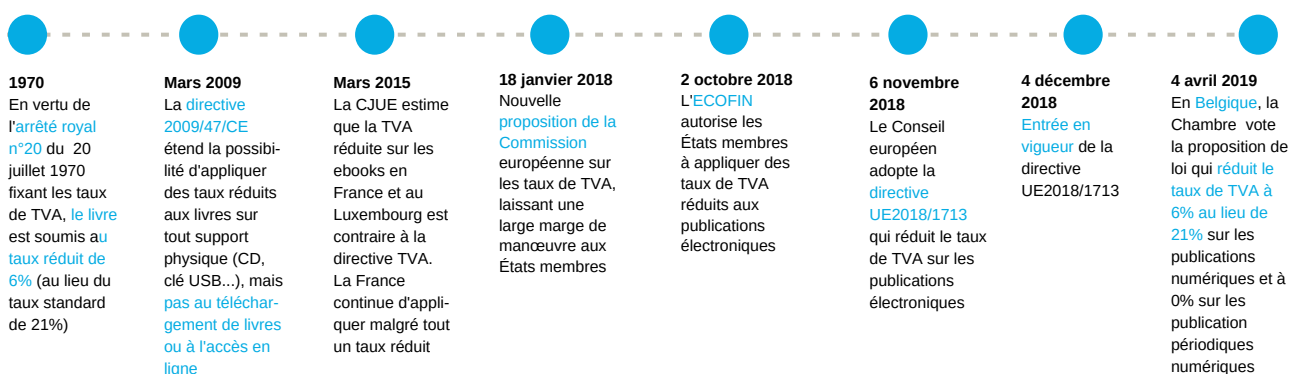 1970
En vertu de
l'arrêté royal
n°20 du 20
juillet 1970
fixant les taux
de TVA, le livre
est soumis au
taux réduit de
6% (au lieu du
taux standard
de 21%)
Mars 2009
La directive
2009/47/CE
étend la possibi-
lité d'appliquer
des taux réduits
aux livres sur
tout support
physique (CD,
clé USB...), mais
pas au téléchar-
gement de livres
ou à l'accès en
ligne
Mars 2015
La CJUE estime
que la TVA
réduite sur les
ebooks en
France et au
Luxembourg est
contraire à la
directive TVA.
La France
continue d'appli-
quer malgré tout
un taux réduit
18 janvier 2018
Nouvelle
proposition de la
Commission
européenne sur
les taux de TVA,
laissant une
large marge de
manœuvre aux
États membres
2 octobre 2018
L'ECOFIN
autorise les
États membres
à appliquer des
taux de TVA
réduits aux
publications
électroniques
6 novembre
2018
Le Conseil
européen
adopte la
directive
UE2018/1713
qui réduit le taux
de TVA sur les
publications
électroniques
4 décembre
2018
Entrée en
vigueur de la
directive
UE2018/1713
4 avril 2019
En Belgique, la
Chambre vote
la proposition de
loi qui réduit le
taux de TVA à
6% au lieu de
21% sur les
publications
numériques et à
0% sur les
publication
périodiques
numériques